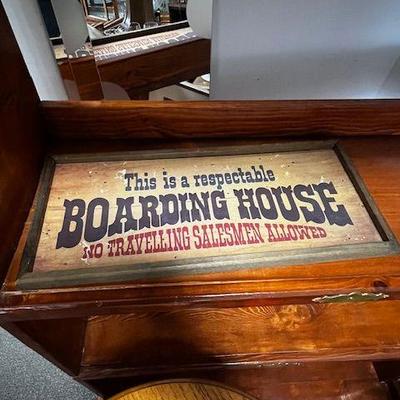 This is a respectable
BOARDING HOUSE
NO TRAVELLING SALESMEN ALLOWED